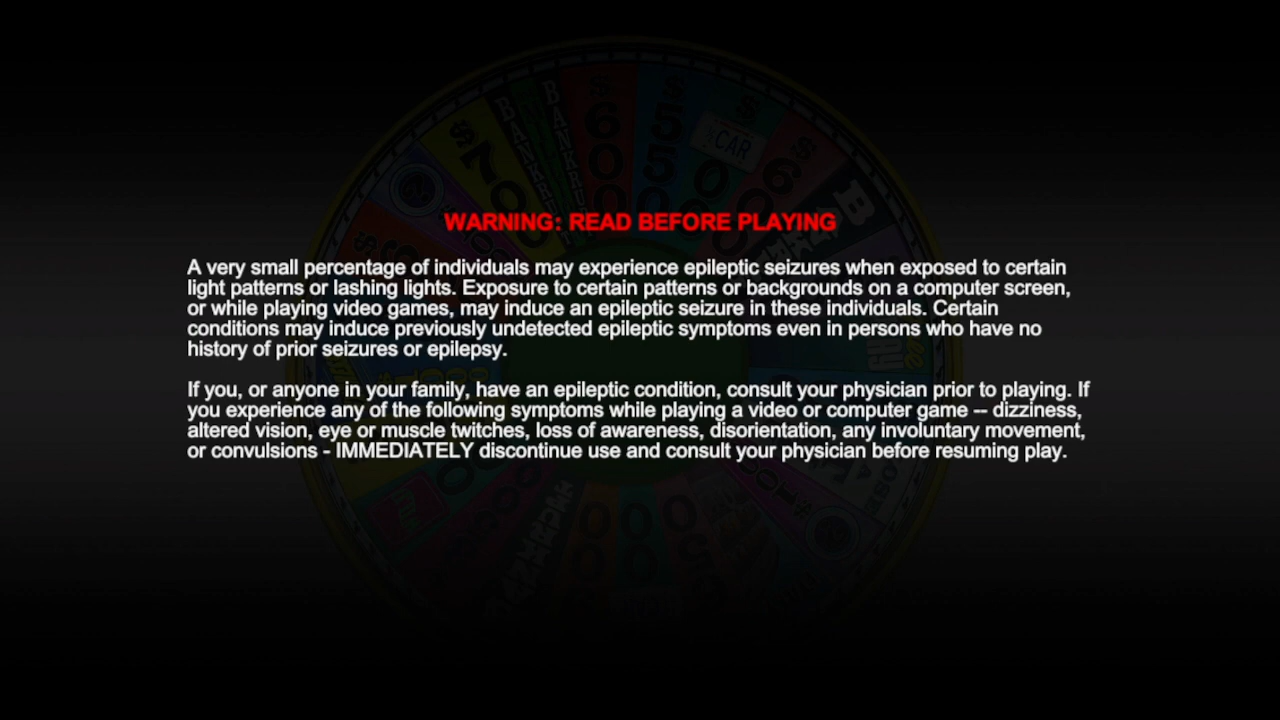 WARNING: READ BEFORE PLAYING
A very small percentage of individuals may experience epileptic seizures when exposed to certain
light patterns or lashing lights. Exposure to certain patterns or backgrounds on a computer screen,
or while playing video games, may induce an epileptic seizure in these individuals. Certain
conditions may induce previously undetected epileptic symptoms even in persons who have no
history of prior seizures or epilepsy.
If you, or anyone in your family, have an epileptic condition, consult your physician prior to playing. If
you experience any of the following symptoms while playing a video or computer game -- dizziness,
altered vision, eye or muscle twitches, loss of awareness, disorientation, any involuntary movement,
or convulsions - IMMEDIATELY discontinue use and consult your physician before resuming play.
$700
BANKRUPT
BANKRUPT
$600
CAR